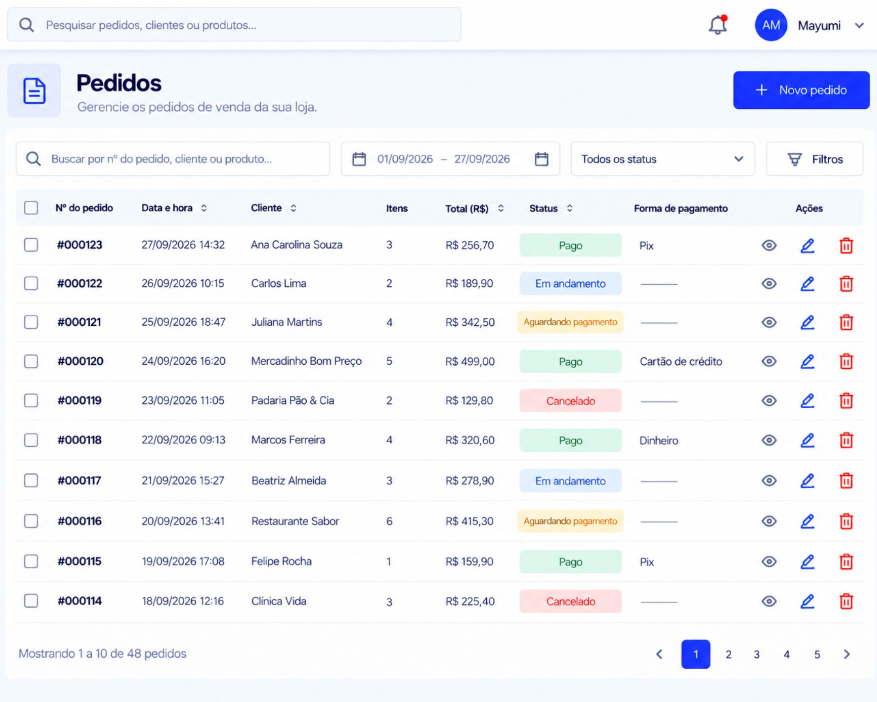 Pesquisar pedidos, clientes ou produtos...
AM Mayumi
Pedidos
Gerencie os pedidos de venda da sua loja.
+ Novo pedido
Buscar por nº do pedido, cliente ou produto...
01/09/2026 – 27/09/2026
Todos os status
Filtros
Nº do pedido Data e hora Cliente Itens Total (R$) Status Forma de pagamento Ações
#000123 27/09/2026 14:32 Ana Carolina Souza 3 R$ 256,70 Pago Pix
#000122 26/09/2026 10:15 Carlos Lima 2 R$ 189,90 Em andamento
#000121 25/09/2026 18:47 Juliana Martins 4 R$ 342,50 Aguardando pagamento
#000120 24/09/2026 16:20 Mercadinho Bom Preço 5 R$ 499,00 Pago Cartão de crédito
#000119 23/09/2026 11:05 Padaria Pão & Cia 2 R$ 129,80 Cancelado
#000118 22/09/2026 09:13 Marcos Ferreira 4 R$ 320,60 Pago Dinheiro
#000117 21/09/2026 15:27 Beatriz Almeida 3 R$ 278,90 Em andamento
#000116 20/09/2026 13:41 Restaurante Sabor 6 R$ 415,30 Aguardando pagamento
#000115 19/09/2026 17:08 Felipe Rocha 1 R$ 159,90 Pago Pix
#000114 18/09/2026 12:16 Clínica Vida 3 R$ 225,40 Cancelado
Mostrando 1 a 10 de 48 pedidos
1 2 3 4 5